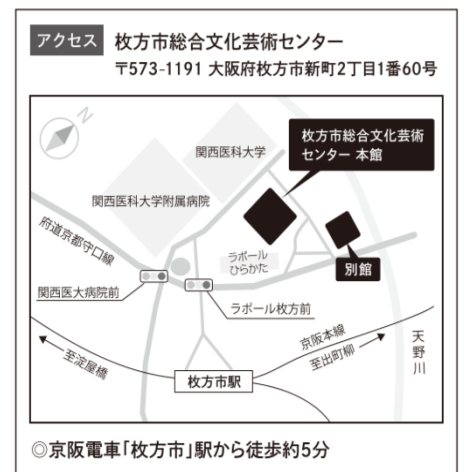 アクセス 枚方市総合文化芸術センター
〒573-1191 大阪府枚方市新町2丁目1番60号
N
関西医科大学
枚方市総合文化芸術
センター 本館
関西医科大学附属病院
府道京都守口線
ラポール
ひらかた
別館
関西医大病院前
ラポール枚方前
京阪本線
至出町柳
天野川
至淀屋橋
枚方市駅
◎京阪電車「枚方市」駅から徒歩約5分